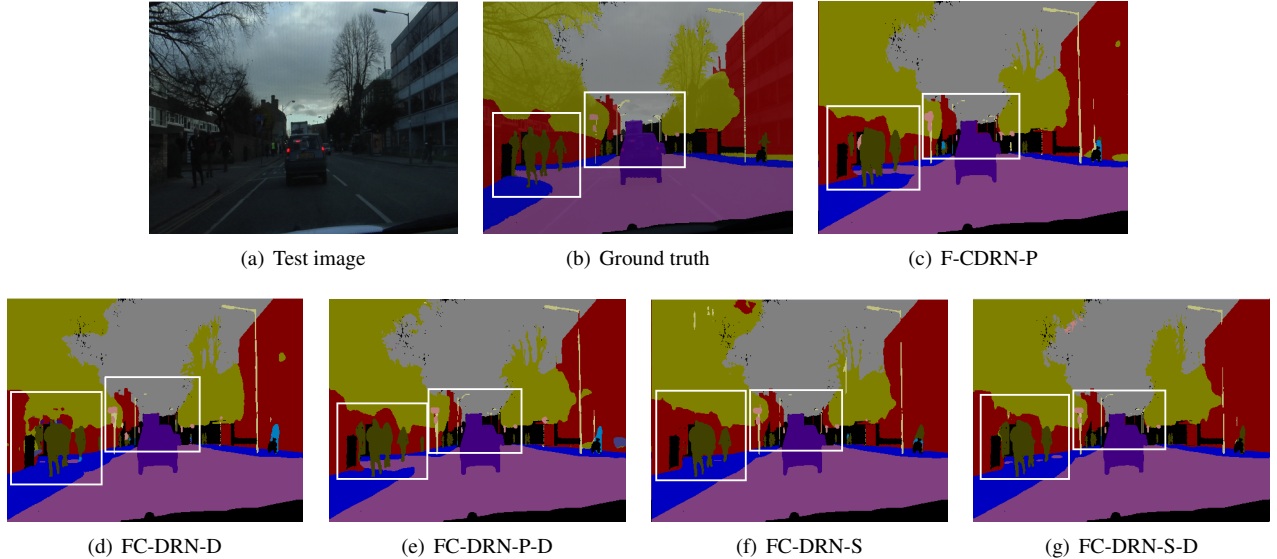 (a) Test image
(b) Ground truth
(c) F-CDRN-P
(d) FC-DRN-D
(e) FC-DRN-P-D
(f) FC-DRN-S
(g) FC-DRN-S-D